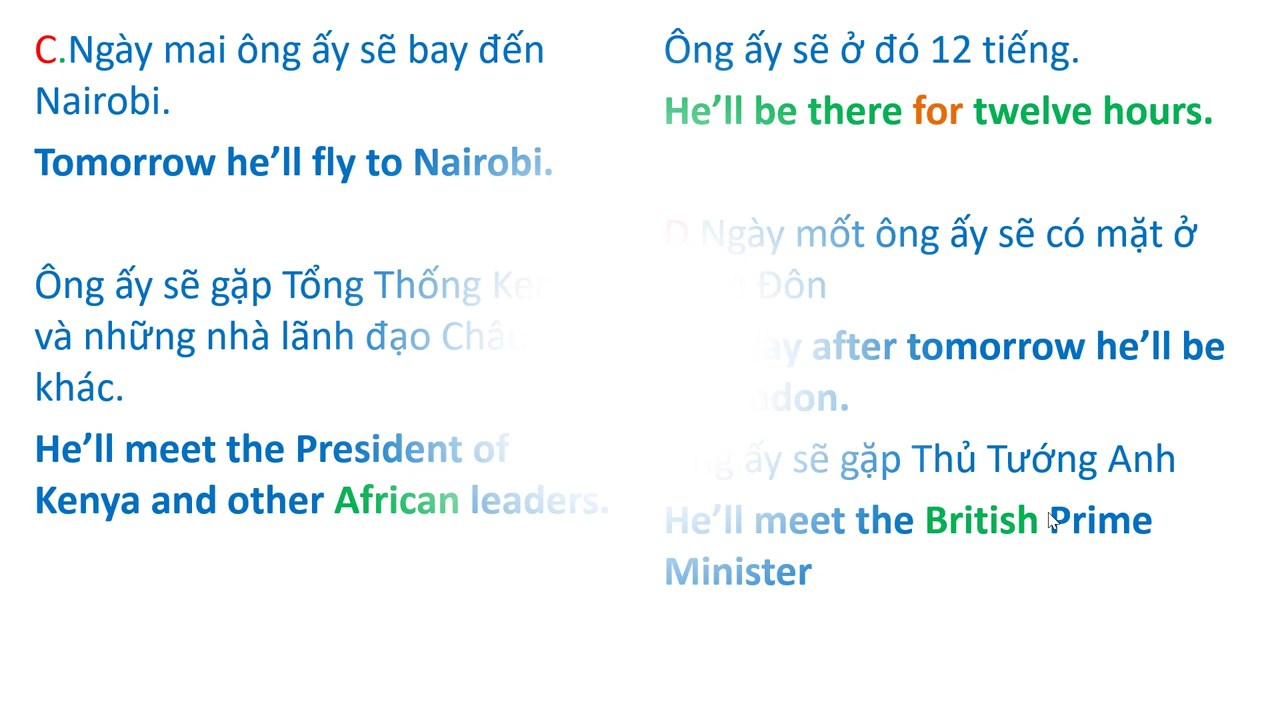 C.Ngày mai ông ấy sẽ bay đến
Nairobi.
Tomorrow he’ll fly to Nairobi.
Ông ấy sẽ gặp Tổng Thống
và những nhà lãnh đạo Châu
khác.
He’ll meet the President of
Kenya and other African leaders.
Ông ấy sẽ ở đó 12 tiếng.
He’ll be there for twelve hours.
D Ngày mốt ông ấy sẽ có mặt ở
Đôn
after tomorrow he’ll be
ấy sẽ gặp Thủ Tướng Anh
He’ll meet the British Prime
Minister